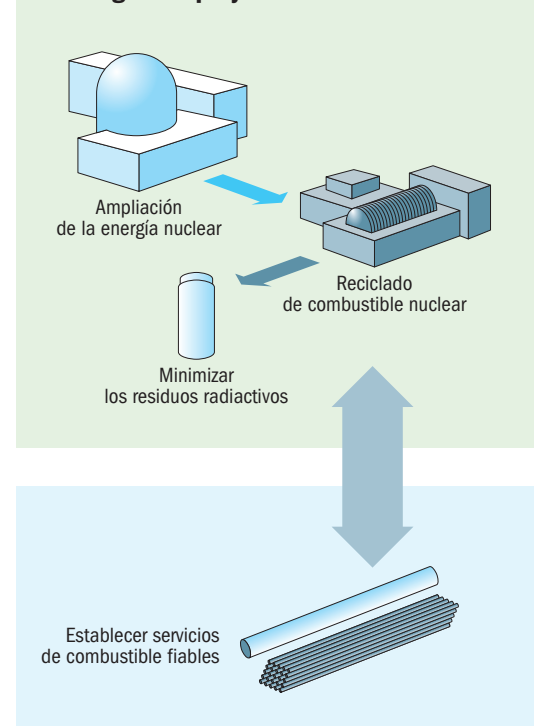 Ampliación
de la energía nuclear
Reciclado
de combustible nuclear
Minimizar
los residuos radiactivos
Establecer servicios
de combustible fiables